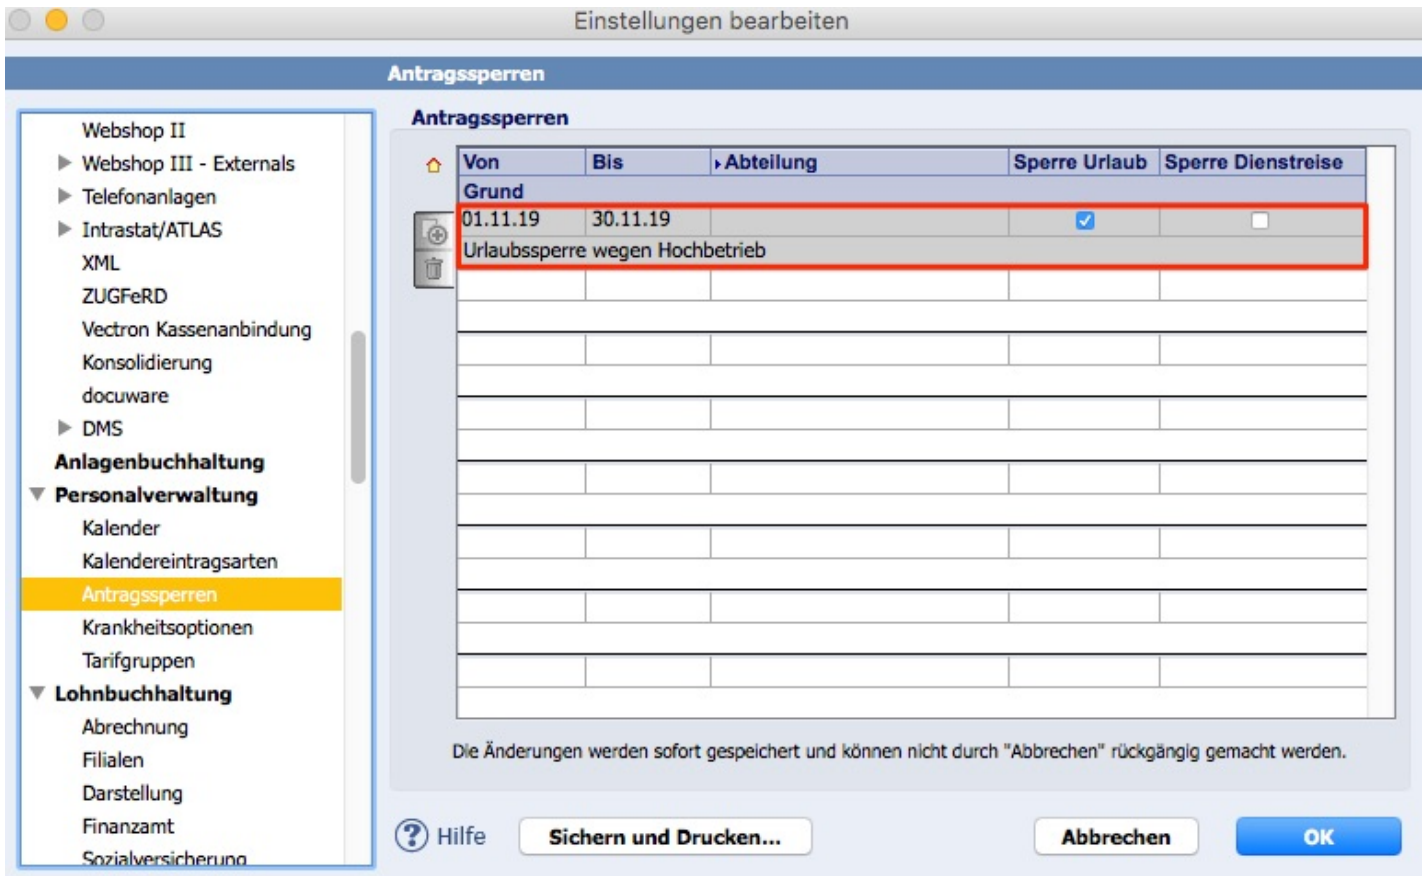 Einstellungen bearbeiten
Antragssperren
Webshop II
Webshop III - Externals
Telefonanlagen
Intrastat/ATLAS
XML
ZUGFeRD
Vectron Kassenanbindung
Konsolidierung
docuware
DMS
Anlagenbuchhaltung
Personalverwaltung
Kalender
Kalendereintragsarten
Antragssperren
Krankheitsoptionen
Tarifgruppen
Lohnbuchhaltung
Abrechnung
Filialen
Darstellung
Finanzamt
Sozialversicherung
Antragssperren
Von Bis Abteilung Sperre Urlaub Sperre Dienstreise
Grund
01.11.19 30.11.19
Urlaubssperre wegen Hochbetrieb
Die Änderungen werden sofort gespeichert und können nicht durch "Abbrechen" rückgängig gemacht werden.
? Hilfe Sichern und Drucken... Abbrechen OK